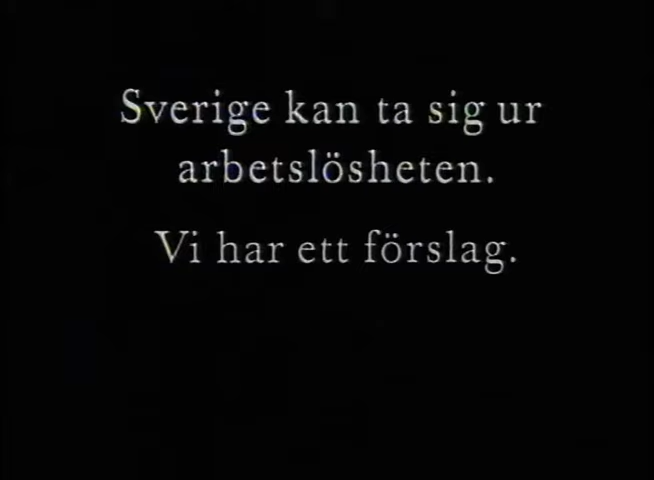 Sverige kan ta sig ur
arbetslösheten.
Vi har ett förslag.